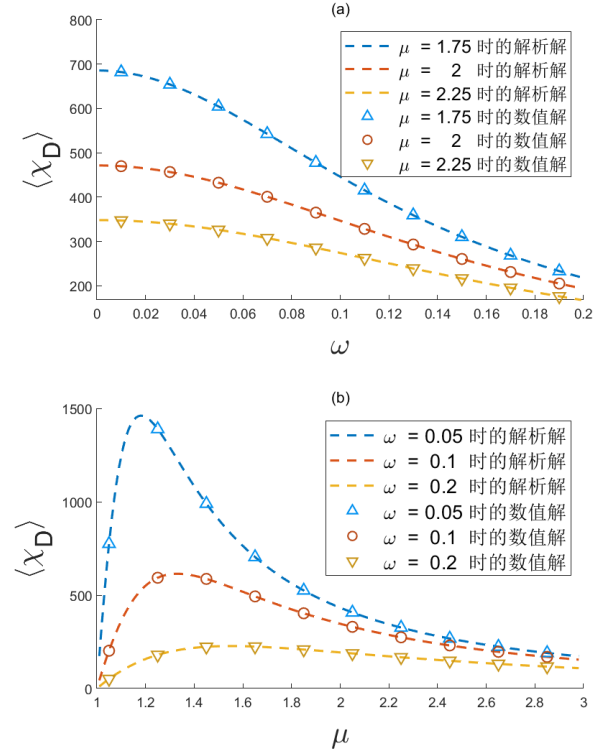 (a)
800
700
600
500
400
300
200
⟨χD⟩
μ = 1.75 时的解析解
μ = 2 时的解析解
μ = 2.25 时的解析解
μ = 1.75 时的数值解
μ = 2 时的数值解
μ = 2.25 时的数值解
0 0.02 0.04 0.06 0.08 0.1 0.12 0.14 0.16 0.18 0.2
ω
(b)
1500
1000
500
0
⟨χD⟩
ω = 0.05 时的解析解
ω = 0.1 时的解析解
ω = 0.2 时的解析解
ω = 0.05 时的数值解
ω = 0.1 时的数值解
ω = 0.2 时的数值解
1 1.2 1.4 1.6 1.8 2 2.2 2.4 2.6 2.8 3
μ